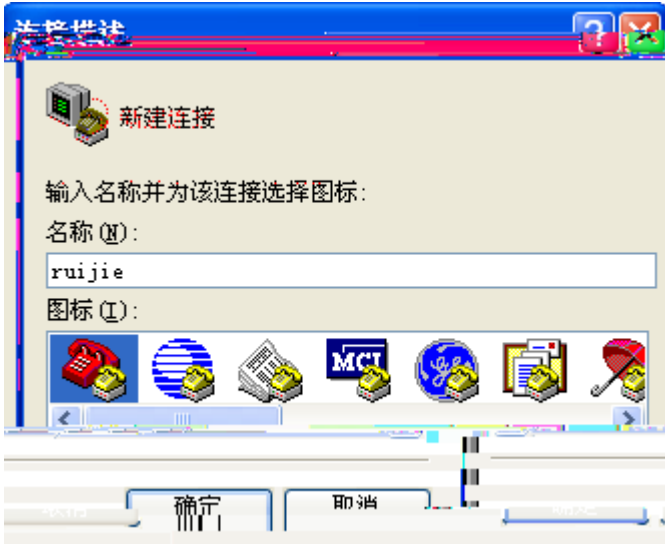 连接描述
新建连接
输入名称并为该连接选择图标:
名称(N):
ruijie
图标(I):
MCI
确定
取消